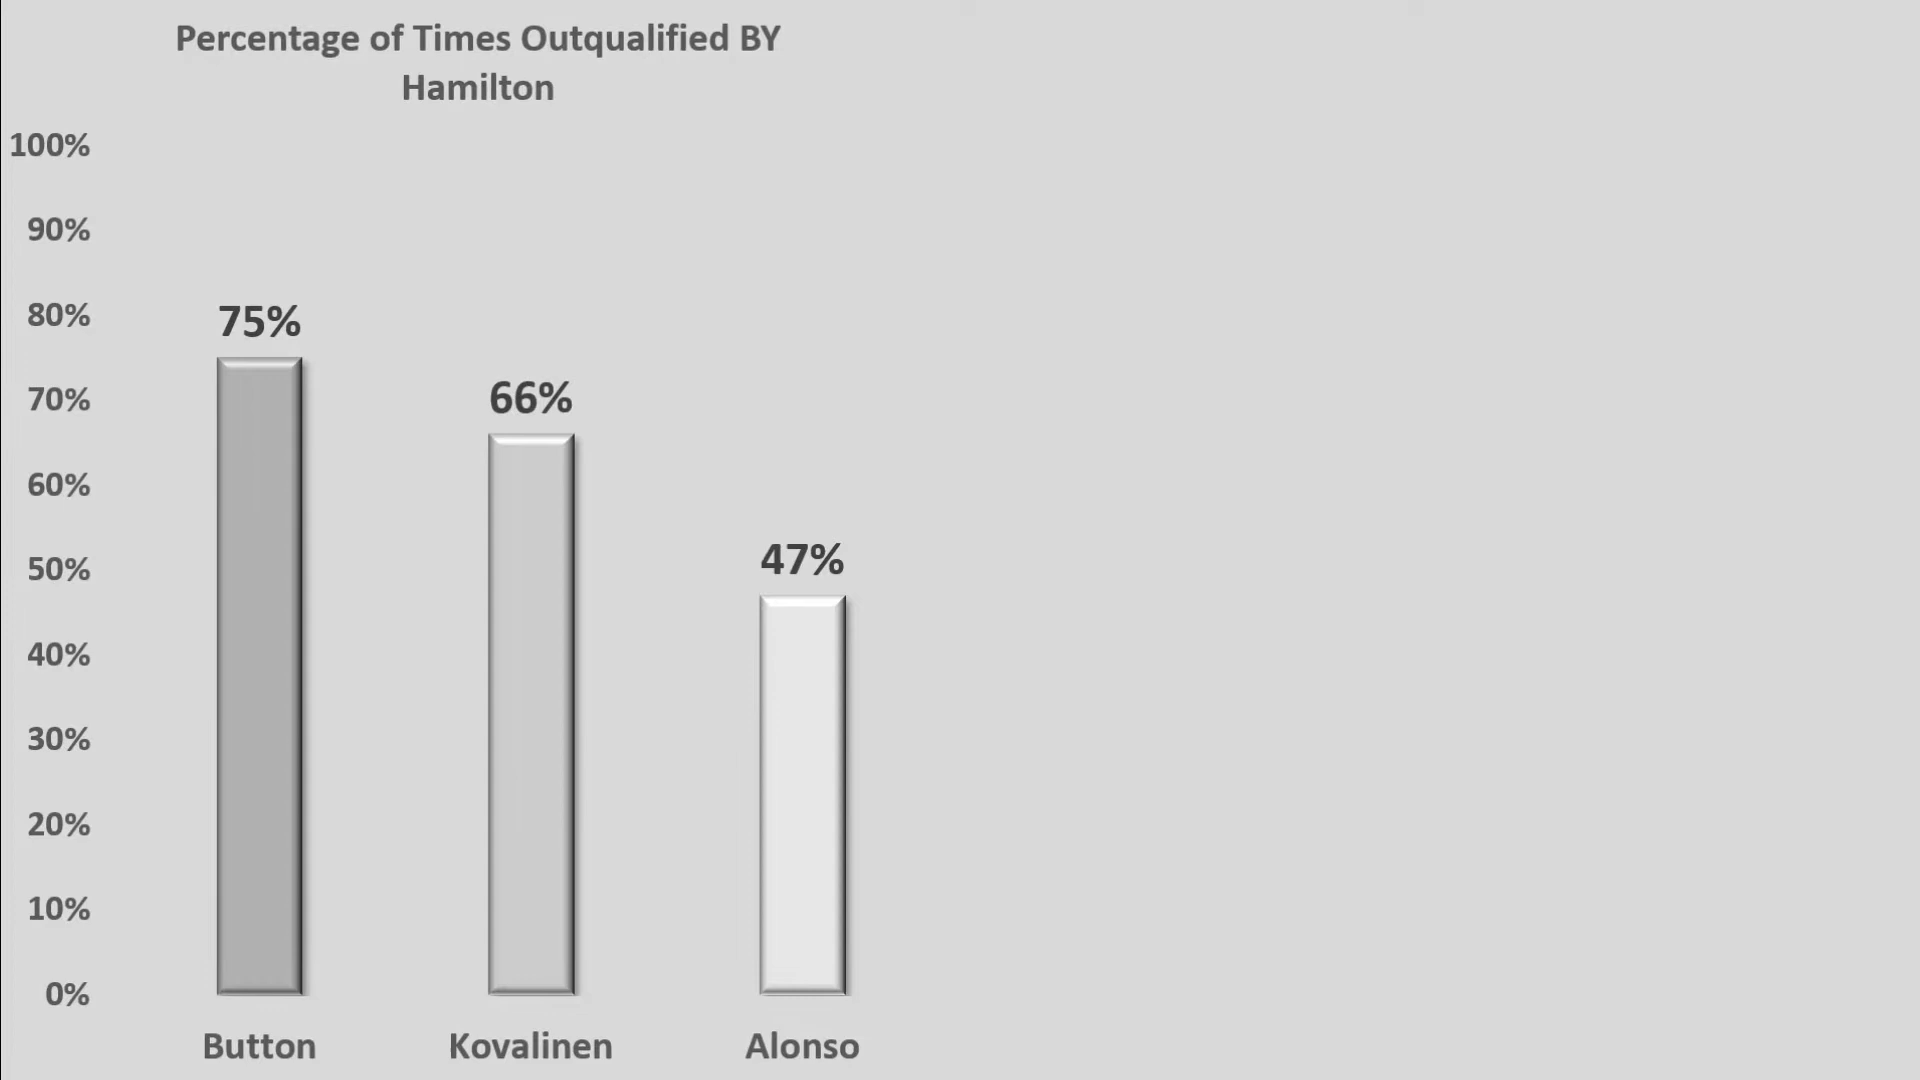 Percentage of Times Outqualified BY
Hamilton
100%
90%
80%
70%
60%
50%
40%
30%
20%
10%
0%
75%
66%
47%
Button
Kovalinen
Alonso